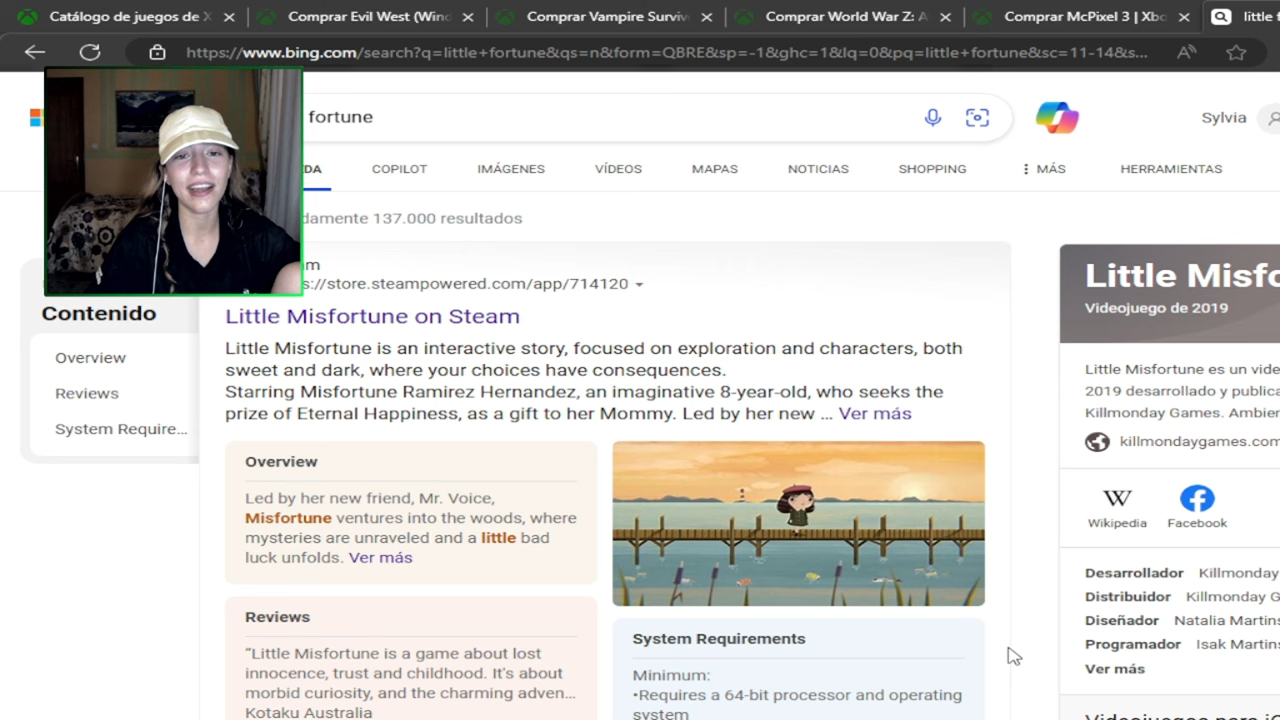 Catálogo de juegos de X
Comprar Evil West (Wind
Comprar Vampire Surviv
Comprar World War Z: A
Comprar McPixel 3 | Xbo
little f
https://www.bing.com/search?q=little+fortune&qs=n&form=QBRE&sp=-1&ghc=1&lq=0&pq=little+fortune&sc=11-14&s...
fortune
Sylvia
DA
COPILOT
IMÁGENES
VÍDEOS
MAPAS
NOTICIAS
SHOPPING
MÁS
HERRAMIENTAS
damente 137.000 resultados
m
s://store.steampowered.com/app/714120
Contenido
Overview
Reviews
System Require...
Little Misfortune on Steam
Little Misfortune is an interactive story, focused on exploration and characters, both
sweet and dark, where your choices have consequences.
Starring Misfortune Ramirez Hernandez, an imaginative 8-year-old, who seeks the
prize of Eternal Happiness, as a gift to her Mommy. Led by her new ... Ver más
Overview
Led by her new friend, Mr. Voice,
Misfortune ventures into the woods, where
mysteries are unraveled and a little bad
luck unfolds. Ver más
Reviews
"Little Misfortune is a game about lost
innocence, trust and childhood. It's about
morbid curiosity, and the charming adven...
Kotaku Australia
System Requirements
Minimum:
•Requires a 64-bit processor and operating
system
Little Misfo
Videojuego de 2019
Little Misfortune es un vide
2019 desarrollado y publica
Killmonday Games. Ambien
killmondaygames.com
W
Wikipedia
Facebook
Desarrollador Killmonday
Distribuidor Killmonday G
Diseñador Natalia Martins
Programador Isak Martins
Ver más